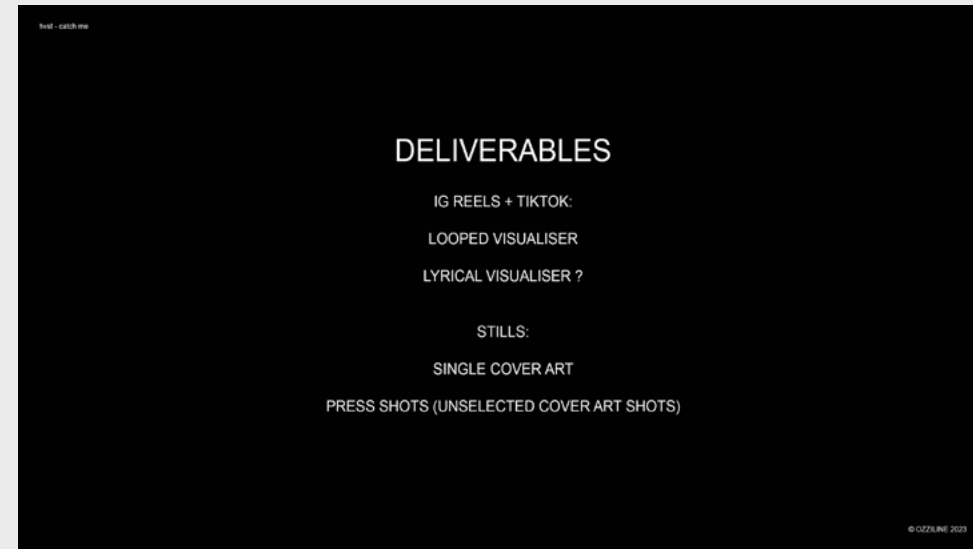 fivst - catch me
DELIVERABLES
IG REELS + TIKTOK:
LOOPED VISUALISER
LYRICAL VISUALISER ?
STILLS:
SINGLE COVER ART
PRESS SHOTS (UNSELECTED COVER ART SHOTS)
© OZZILINE 2023